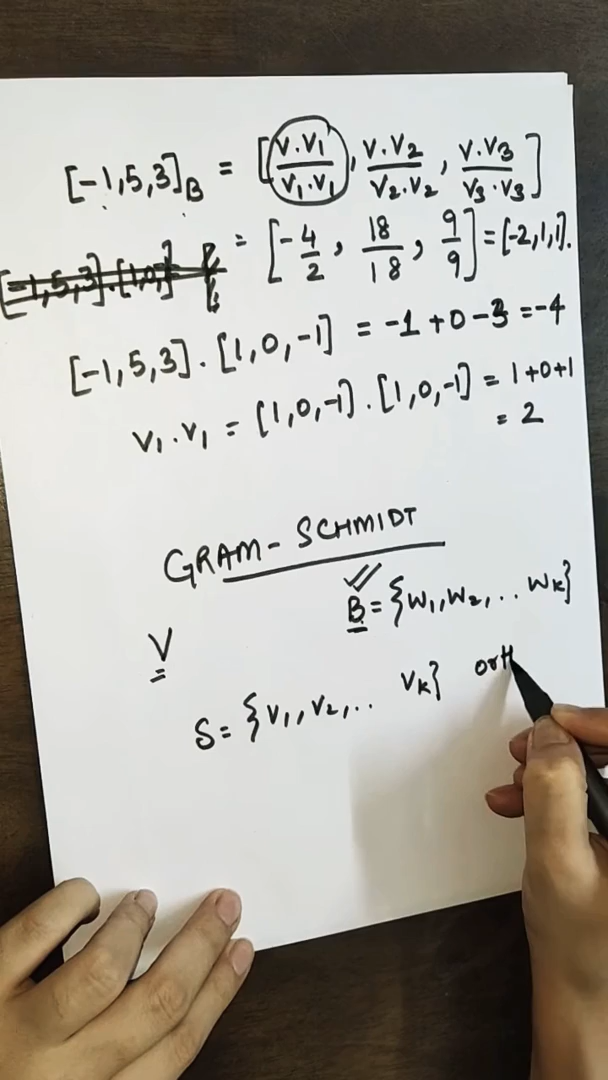 [-1,5,3]B = [v.v1/v1.v1, v.v2/v2.v2, v.v3/v3.v3]
= [-4/2, 18/18, 9/9] = [-2,1,1].
[-1,5,3].[1,0,-1] = -1+0-3 = -4
v1.v1 = [1,0,-1].[1,0,-1] = 1+0+1
= 2
GRAM-SCHMIDT
B = {w1,w2,.. wk}
V
S = {v1,v2,.. vk} orth